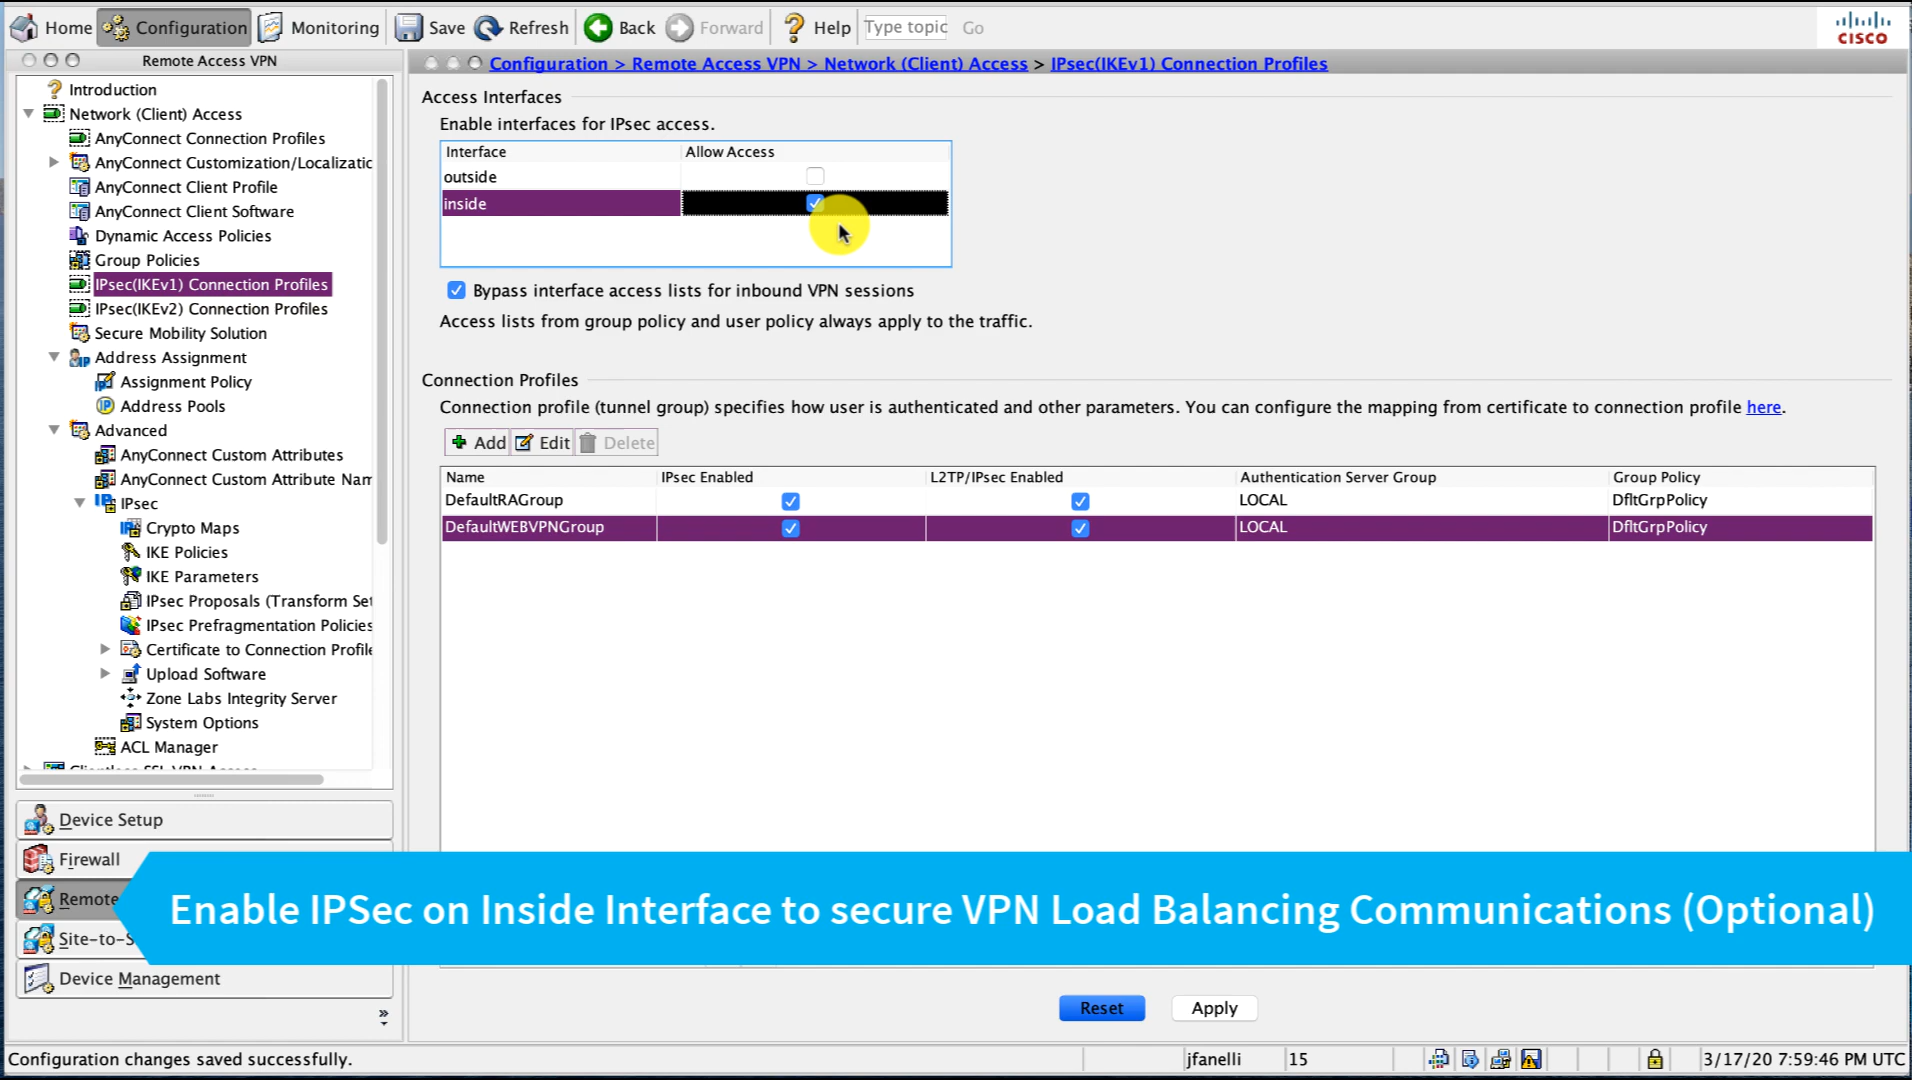 Home Configuration Monitoring Save Refresh Back Forward Help Type topic Go
CISCO
Remote Access VPN
Configuration > Remote Access VPN > Network (Client) Access > IPsec(IKEv1) Connection Profiles
Introduction
Network (Client) Access
AnyConnect Connection Profiles
AnyConnect Customization/Localizatic
AnyConnect Client Profile
AnyConnect Client Software
Dynamic Access Policies
Group Policies
IPsec(IKEv1) Connection Profiles
IPsec(IKEv2) Connection Profiles
Secure Mobility Solution
Address Assignment
Assignment Policy
Address Pools
Advanced
AnyConnect Custom Attributes
AnyConnect Custom Attribute Nam
IPsec
Crypto Maps
IKE Policies
IKE Parameters
IPsec Proposals (Transform Set
IPsec Prefragmentation Policies
Certificate to Connection Profile
Upload Software
Zone Labs Integrity Server
System Options
ACL Manager
Clientless SSL VPN Access
Device Setup
Firewall
Remote
Site-to-S
Device Management
Access Interfaces
Enable interfaces for IPsec access.
Interface Allow Access
outside
inside
Bypass interface access lists for inbound VPN sessions
Access lists from group policy and user policy always apply to the traffic.
Connection Profiles
Connection profile (tunnel group) specifies how user is authenticated and other parameters. You can configure the mapping from certificate to connection profile here.
Add Edit Delete
Name IPsec Enabled L2TP/IPsec Enabled Authentication Server Group Group Policy
DefaultRAGroup LOCAL DfltGrpPolicy
DefaultWEBVPNGroup LOCAL DfltGrpPolicy
Enable IPSec on Inside Interface to secure VPN Load Balancing Communications (Optional)
Reset Apply
Configuration changes saved successfully. jfanelli 15 3/17/20 7:59:46 PM UTC